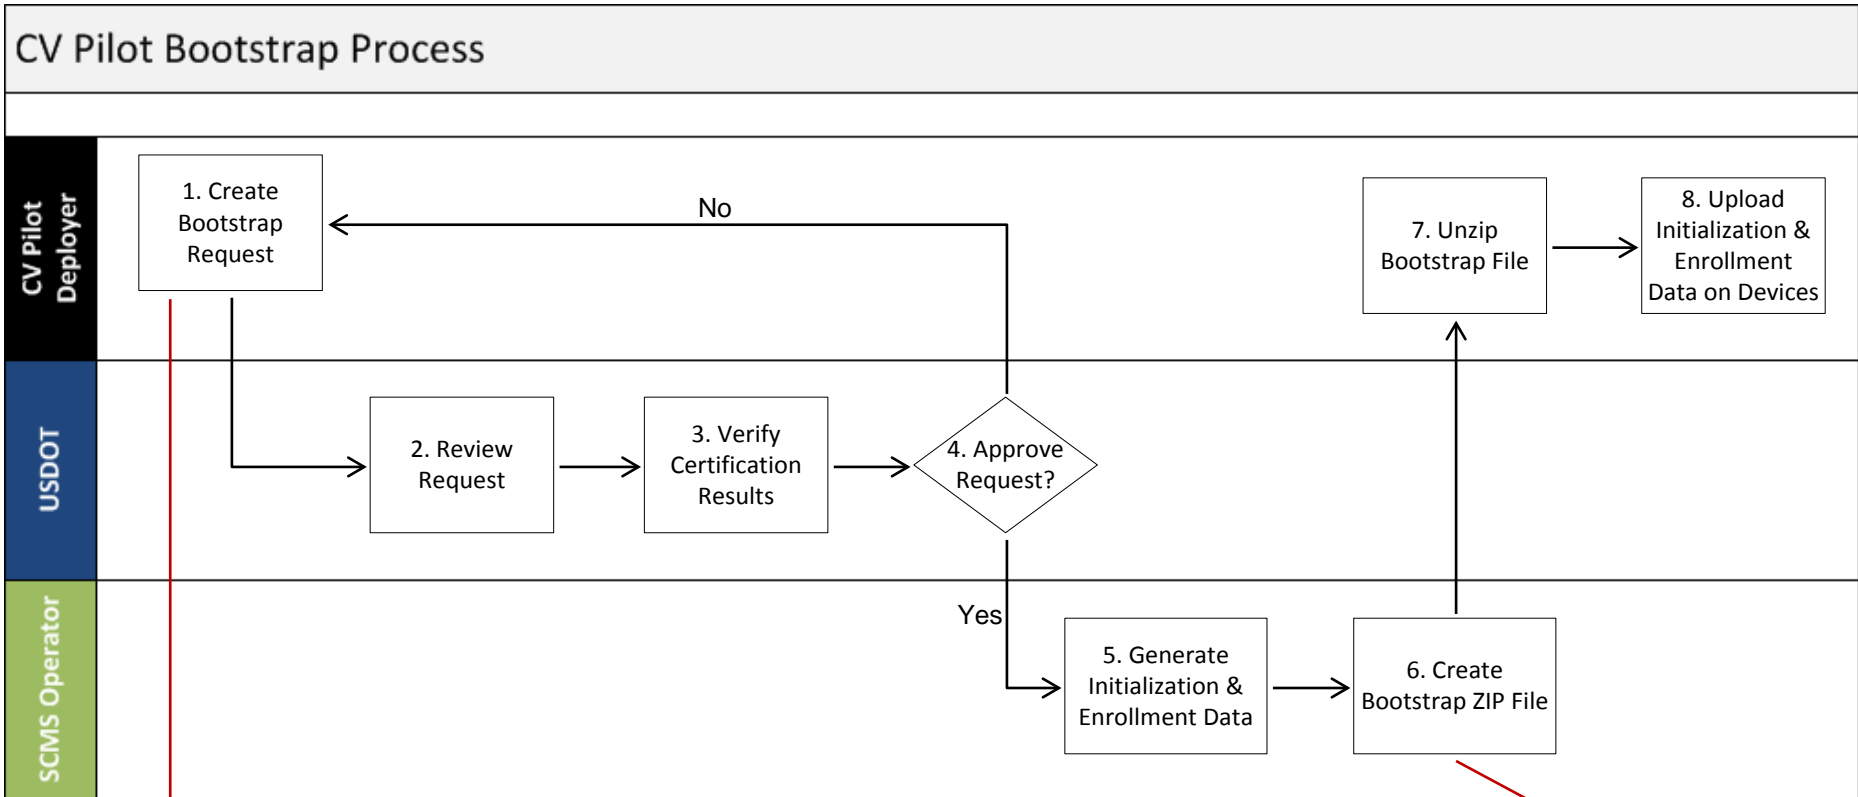 CV Pilot Bootstrap Process
CV Pilot
Deployer
1. Create
Bootstrap
Request
No
7. Unzip
Bootstrap File
8. Upload
Initialization &
Enrollment
Data on Devices
USDOT
2. Review
Request
3. Verify
Certification
Results
4. Approve
Request?
SCMS Operator
Yes
5. Generate
Initialization &
Enrollment Data
6. Create
Bootstrap ZIP File